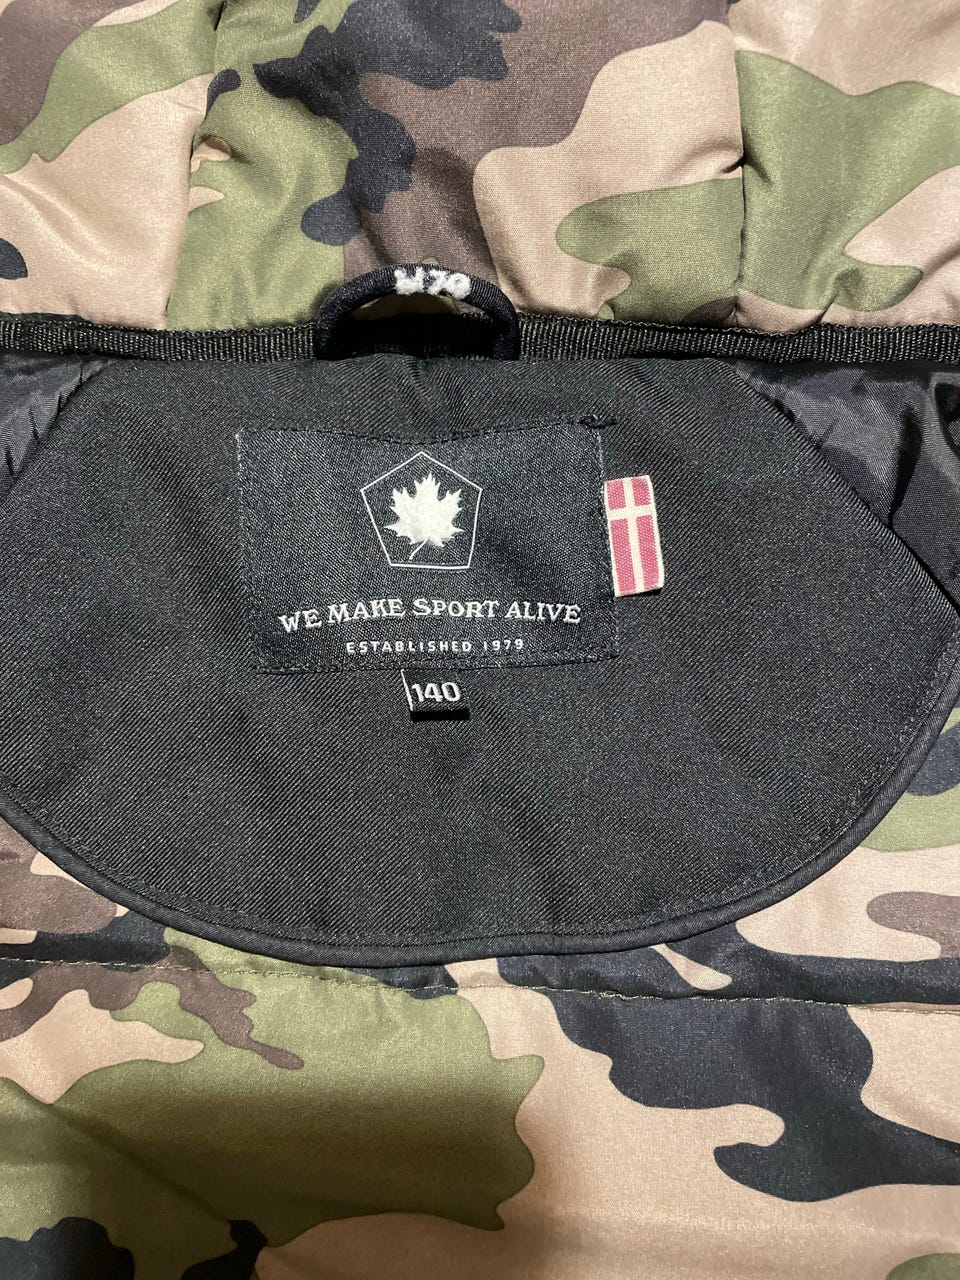 WE MAKE SPORT ALIVE
ESTABLISHED 1979
140